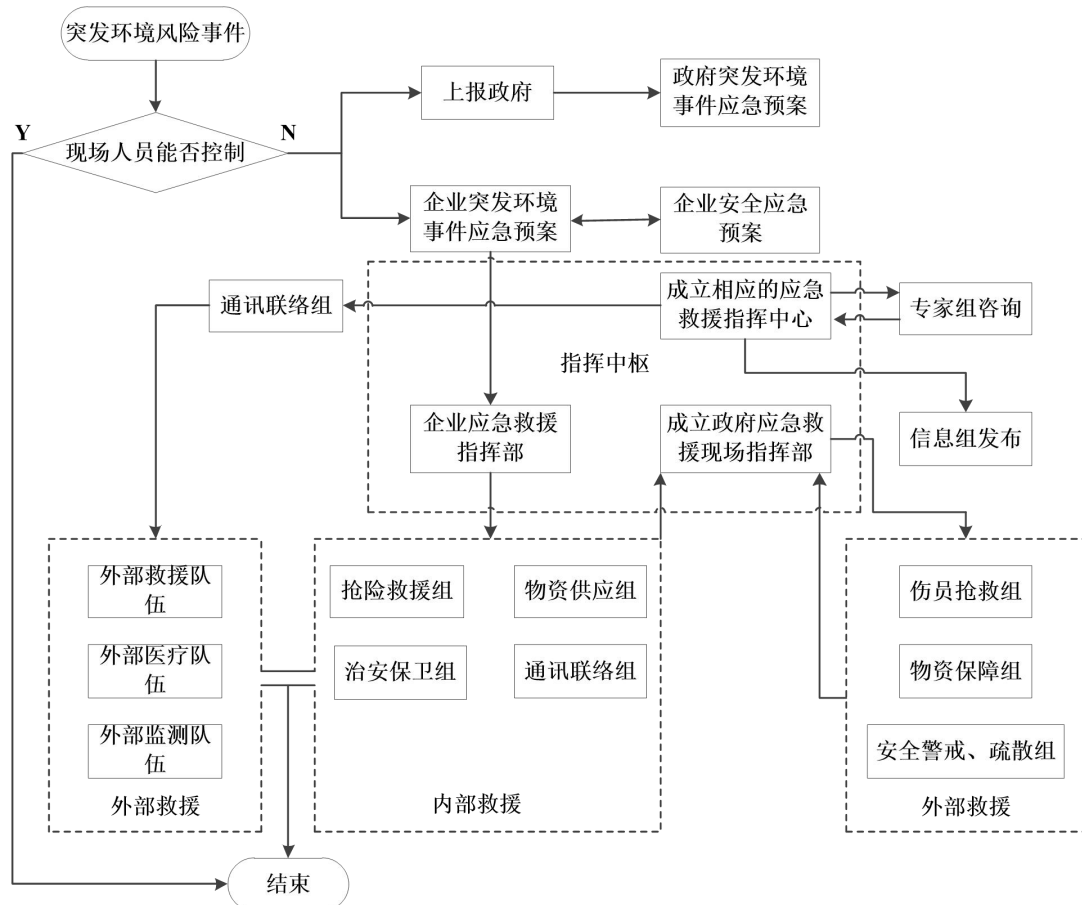 突发环境风险事件
上报政府
政府突发环境
事件应急预案
Y
N
现场人员能否控制
企业突发环境
事件应急预案
企业安全应急
预案
通讯联络组
成立相应的应急
救援指挥中心
专家组咨询
指挥中枢
企业应急救援
指挥部
成立政府应急救
援现场指挥部
信息组发布
外部救援队
伍
外部医疗队
伍
外部监测队
伍
外部救援
抢险救援组
物资供应组
治安保卫组
通讯联络组
内部救援
伤员抢救组
物资保障组
安全警戒、疏散组
外部救援
结束